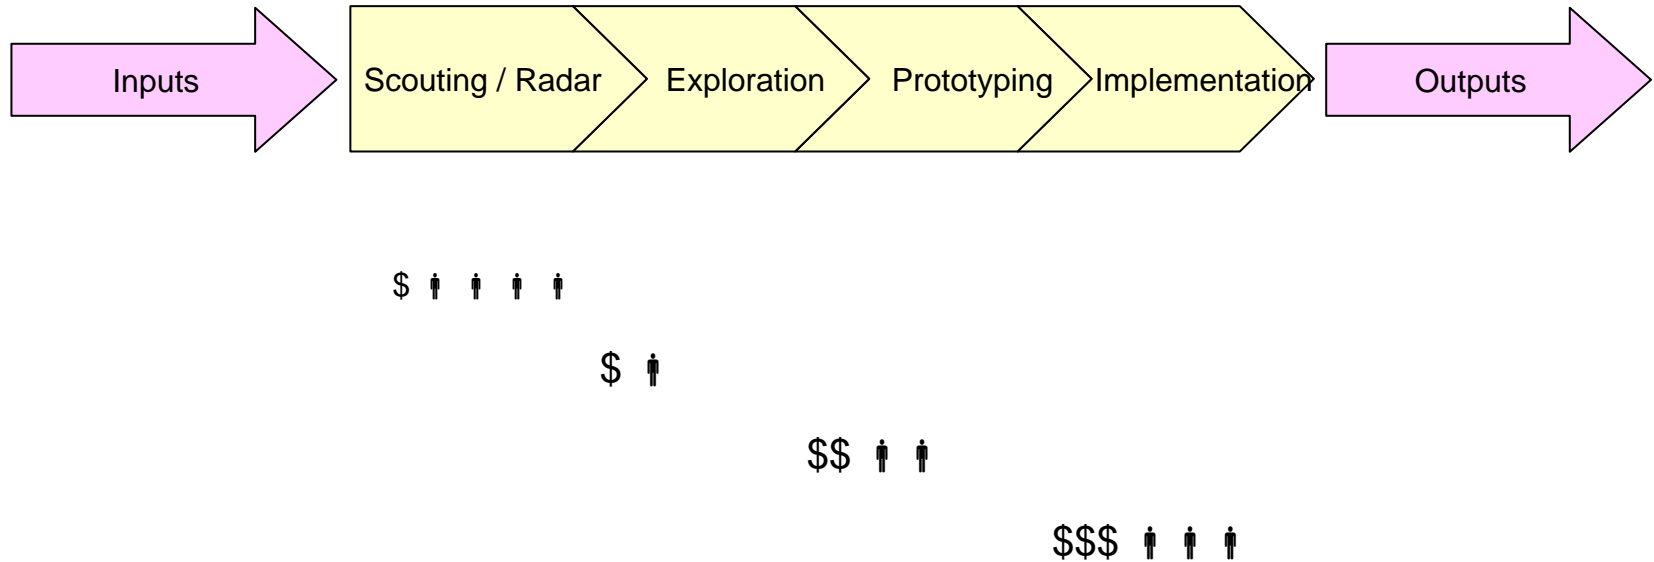 Inputs
Scouting / Radar
Exploration
Prototyping
Implementation
Outputs
$
$
$$
$$$